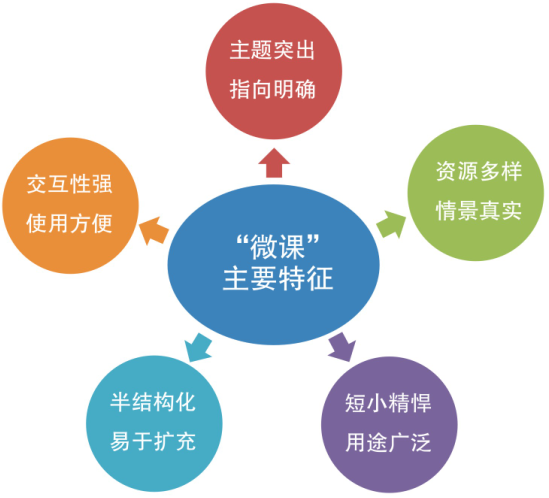 主题突出
指向明确
交互性强
使用方便
资源多样
情景真实
“微课”
主要特征
半结构化
易于扩充
短小精悍
用途广泛